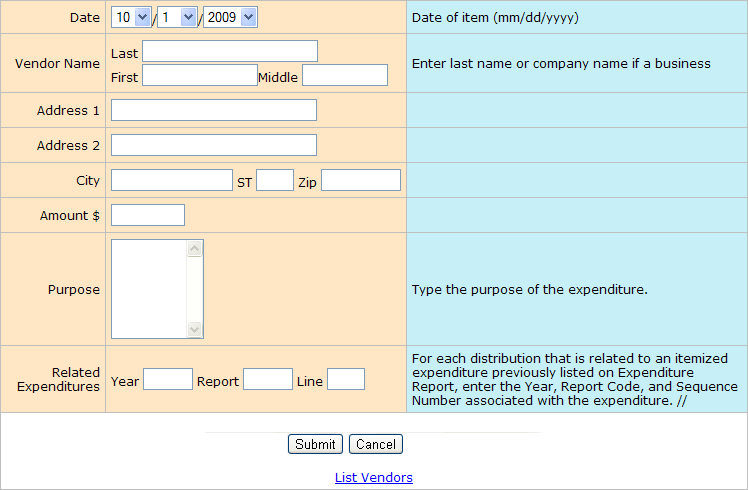 Date 10 / 1 / 2009 Date of item (mm/dd/yyyy)
Vendor Name Last
First Middle
Enter last name or company name if a business
Address 1
Address 2
City ST Zip
Amount $
Purpose Type the purpose of the expenditure.
Related
Expenditures
Year Report Line
For each distribution that is related to an itemized
expenditure previously listed on Expenditure
Report, enter the Year, Report Code, and Sequence
Number associated with the expenditure. //
Submit Cancel
List Vendors